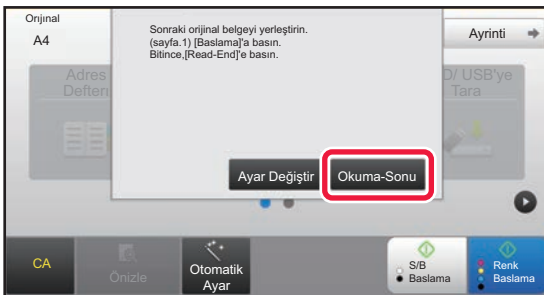 Orijinal
A4
Sonraki orijinal belgeyi yerleştirin.
(sayfa.1) [Baslama]'a basın.
Bitince,[Read-End]'e basın.
Ayrinti
Adres
Defteri
D/ USB'ye
Tara
Ayar Değiştir
Okuma-Sonu
CA
Önizle
Otomatik
Ayar
S/B
Baslama
Renk
Baslama